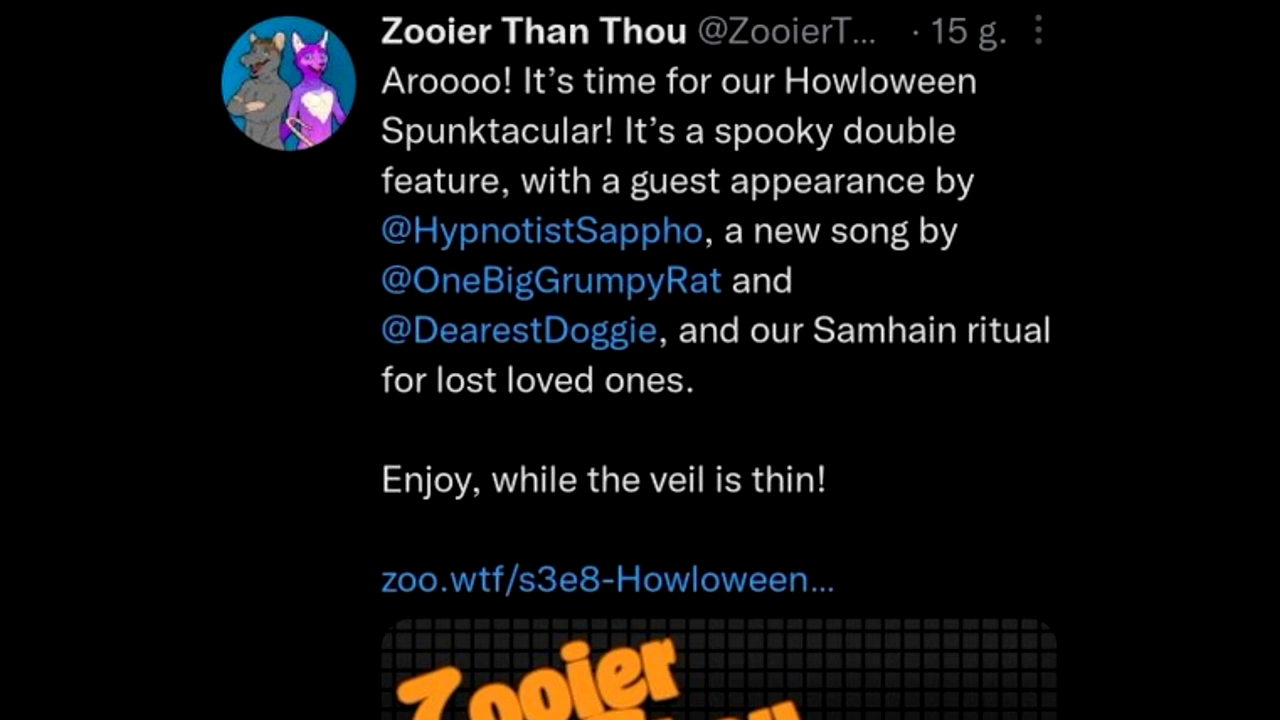 Zooier Than Thou @ZooierT... · 15 g.
Aroooo! It’s time for our Howloween
Spunktacular! It’s a spooky double
feature, with a guest appearance by
@HypnotistSappho, a new song by
@OneBigGrumpyRat and
@DearestDoggie, and our Samhain ritual
for lost loved ones.
Enjoy, while the veil is thin!
zoo.wtf/s3e8-Howloween...
Zooier